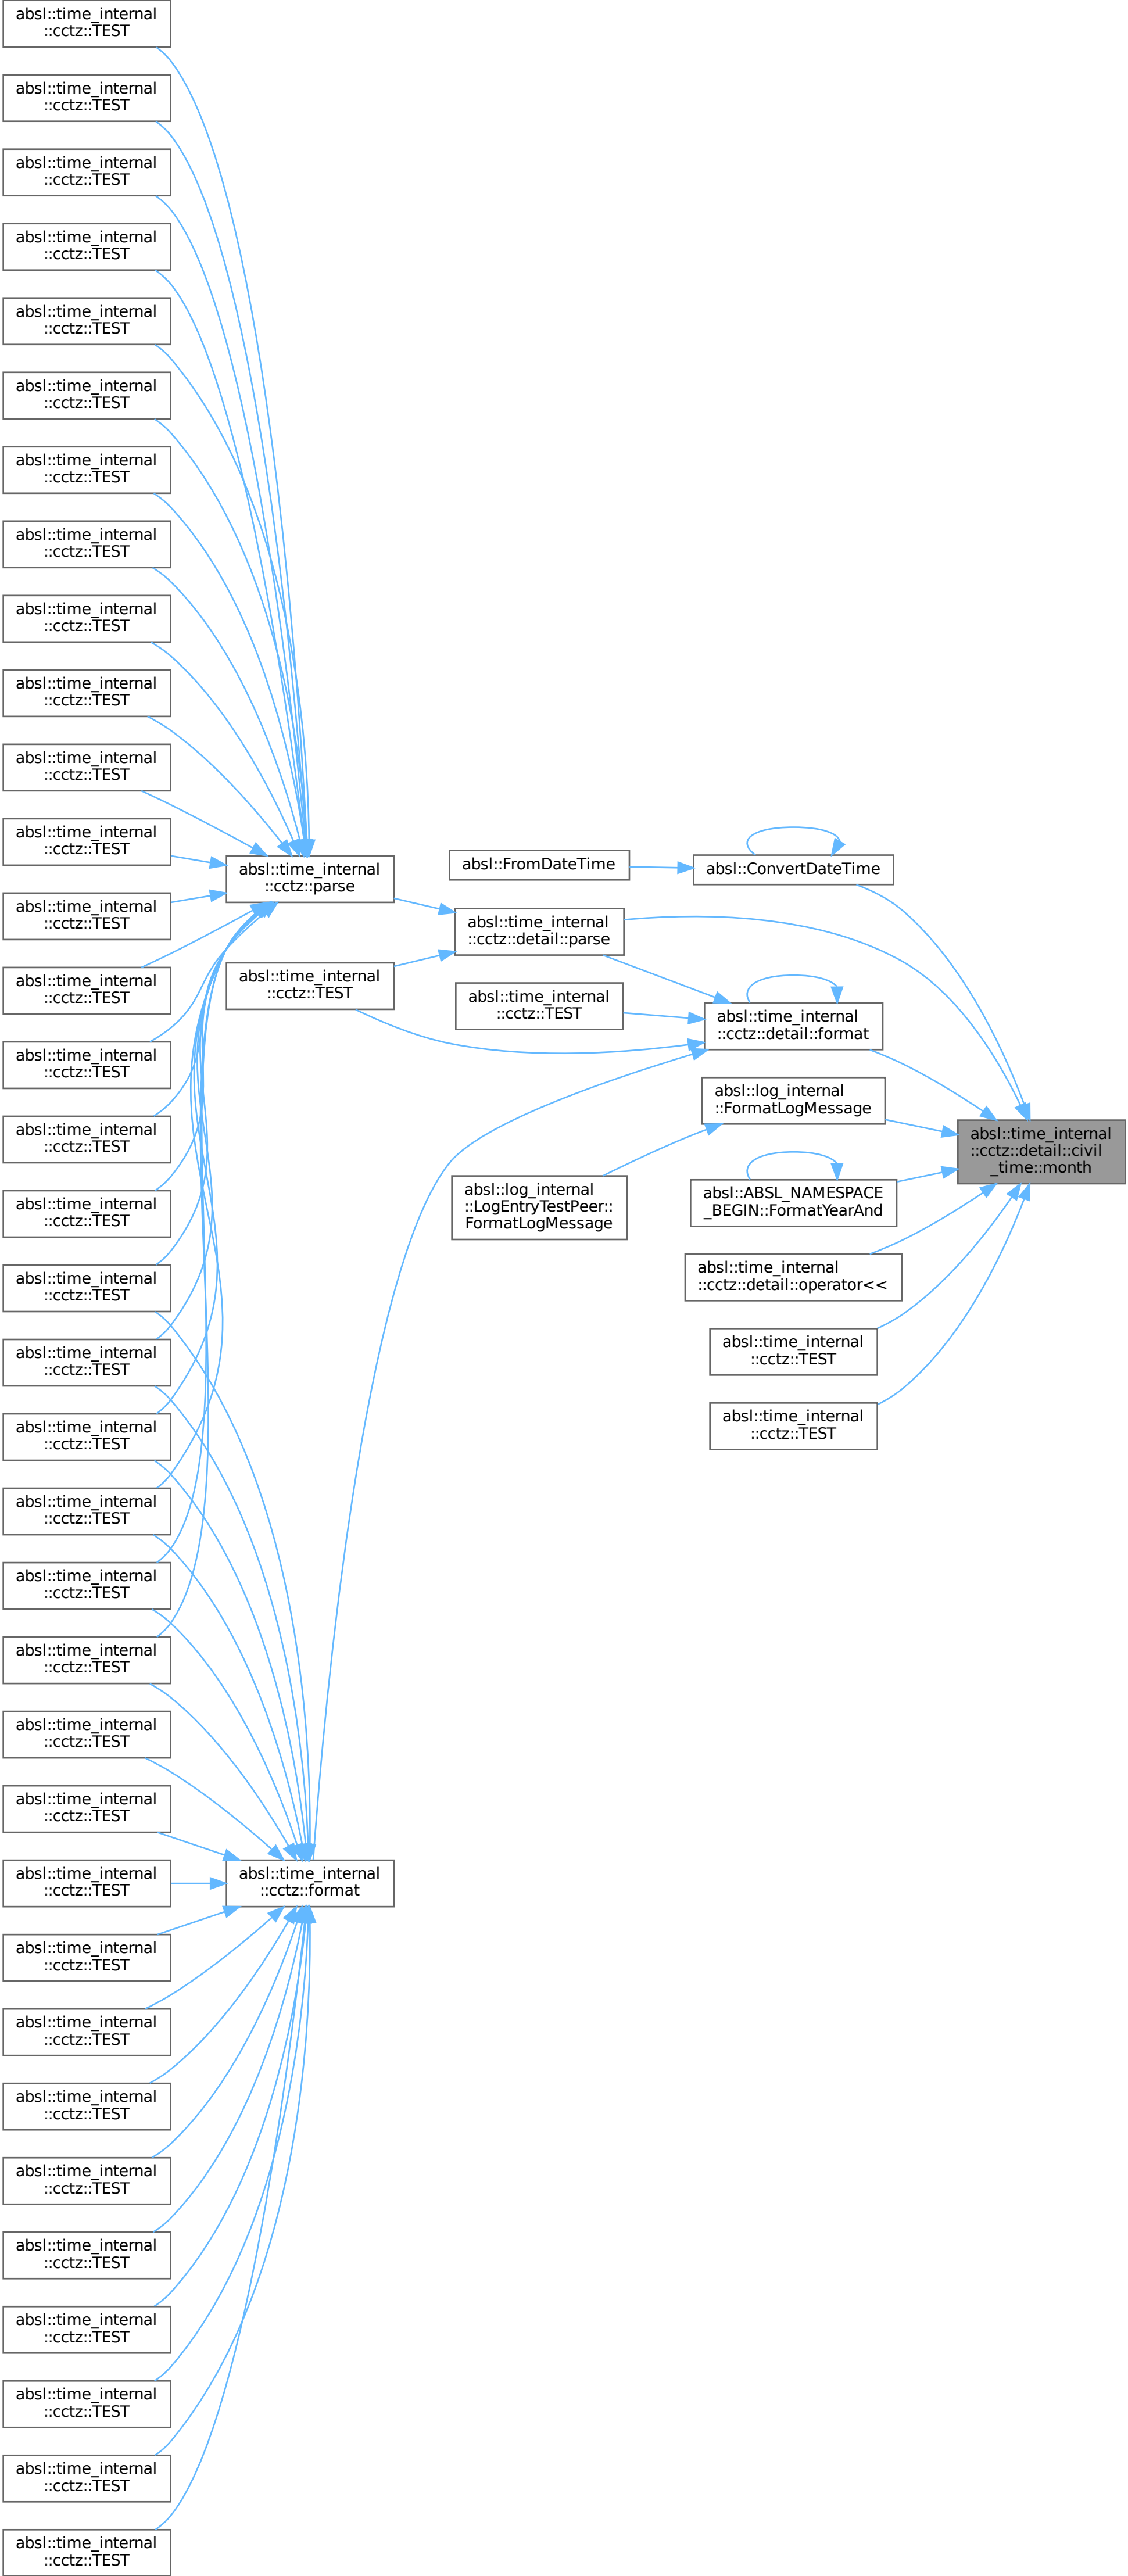 absl::time_internal
::cctz::TEST
absl::time_internal
::cctz::TEST
absl::time_internal
::cctz::TEST
absl::time_internal
::cctz::TEST
absl::time_internal
::cctz::TEST
absl::time_internal
::cctz::TEST
absl::time_internal
::cctz::TEST
absl::time_internal
::cctz::TEST
absl::time_internal
::cctz::TEST
absl::time_internal
::cctz::TEST
absl::time_internal
::cctz::TEST
absl::time_internal
::cctz::TEST
absl::time_internal
::cctz::TEST
absl::time_internal
::cctz::TEST
absl::time_internal
::cctz::TEST
absl::time_internal
::cctz::TEST
absl::time_internal
::cctz::TEST
absl::time_internal
::cctz::TEST
absl::time_internal
::cctz::TEST
absl::time_internal
::cctz::TEST
absl::time_internal
::cctz::TEST
absl::time_internal
::cctz::TEST
absl::time_internal
::cctz::TEST
absl::time_internal
::cctz::TEST
absl::time_internal
::cctz::TEST
absl::time_internal
::cctz::TEST
absl::time_internal
::cctz::TEST
absl::time_internal
::cctz::TEST
absl::time_internal
::cctz::TEST
absl::time_internal
::cctz::TEST
absl::time_internal
::cctz::TEST
absl::time_internal
::cctz::TEST
absl::time_internal
::cctz::TEST
absl::time_internal
::cctz::TEST
absl::time_internal
::cctz::TEST
absl::time_internal
::cctz::parse
absl::time_internal
::cctz::TEST
absl::time_internal
::cctz::format
absl::FromDateTime
absl::time_internal
::cctz::detail::parse
absl::time_internal
::cctz::TEST
absl::log_internal
::LogEntryTestPeer::
FormatLogMessage
absl::ConvertDateTime
absl::time_internal
::cctz::detail::format
absl::log_internal
::FormatLogMessage
absl::ABSL_NAMESPACE
_BEGIN::FormatYearAnd
absl::time_internal
::cctz::detail::operator<<
absl::time_internal
::cctz::TEST
absl::time_internal
::cctz::TEST
absl::time_internal
::cctz::detail::civil
_time::month